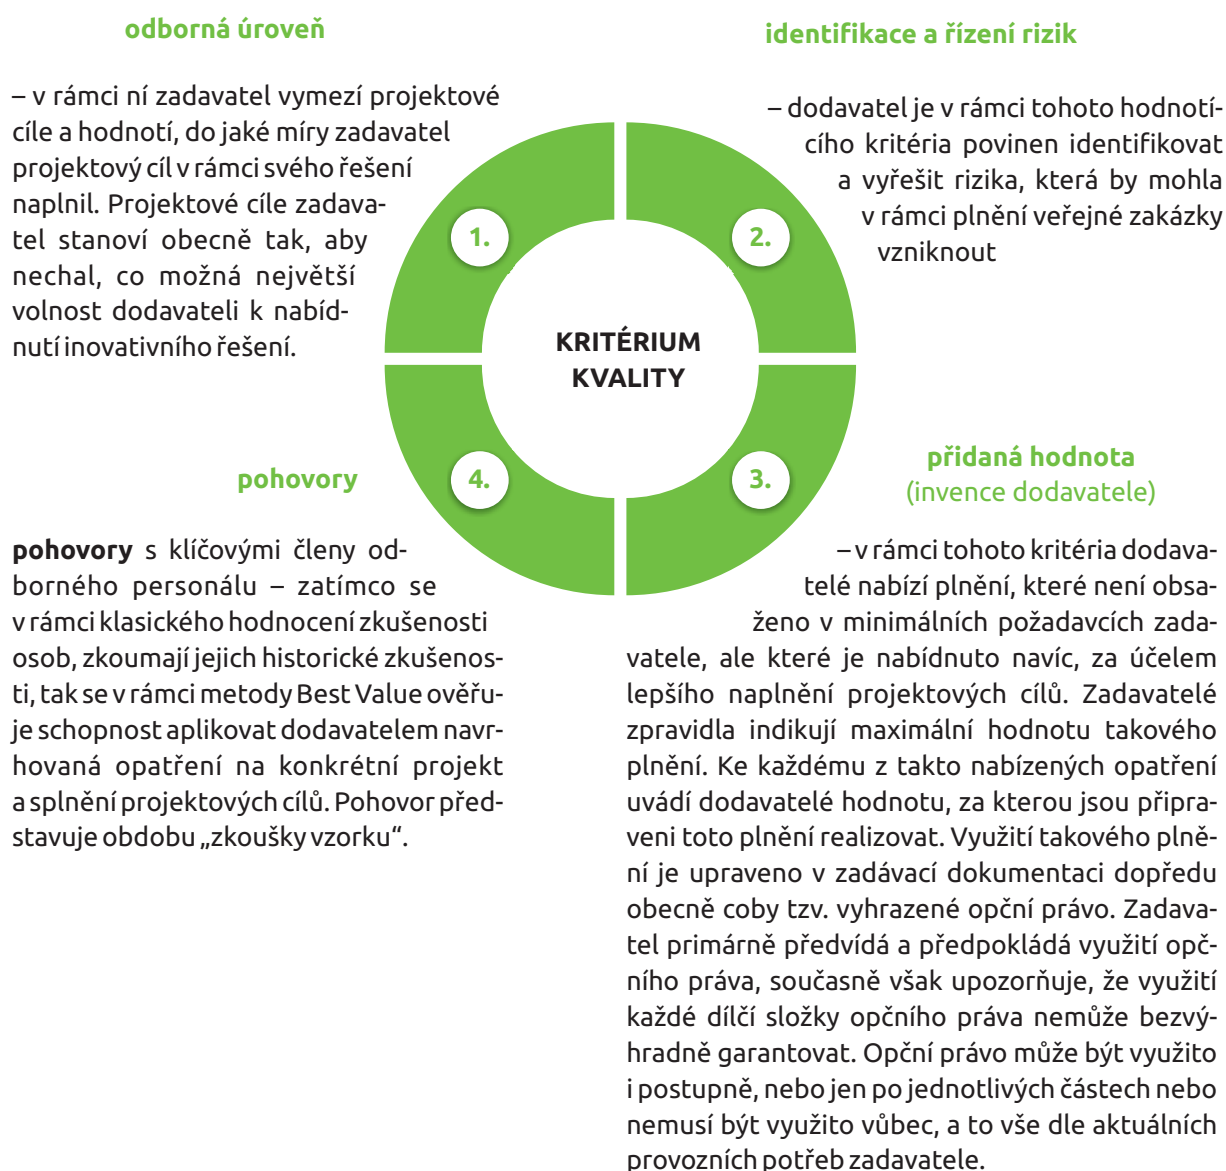 odborná úroveň
– v rámci ní zadavatel vymezí projektové
cíle a hodnotí, do jaké míry zadavatel
projektový cíl v rámci svého řešení
naplnil. Projektové cíle zadava-
tel stanoví obecně tak, aby
nechal, co možná největší
volnost dodavateli k nabíd-
nutí inovativního řešení.
identifikace a řízení rizik
– dodavatel je v rámci tohoto hodnotí-
cího kritéria povinen identifikovat
a vyřešit rizika, která by mohla
v rámci plnění veřejné zakázky
vzniknout
1.
2.
KRITÉRIUM
KVALITY
4.
3.
pohovory
pohovory s klíčovými členy od-
borného personálu – zatímco se
v rámci klasického hodnocení zkušenosti
osob, zkoumají jejich historické zkušenos-
ti, tak se v rámci metody Best Value ověřu-
je schopnost aplikovat dodavatelem navr-
hovaná opatření na konkrétní projekt
a splnění projektových cílů. Pohovor před-
stavuje obdobu „zkoušky vzorku“.
přidaná hodnota
(invence dodavatele)
– v rámci tohoto kritéria dodava-
telé nabízí plnění, které není obsa-
ženo v minimálních požadavcích zada-
vatele, ale které je nabídnuto navíc, za účelem
lepšího naplnění projektových cílů. Zadavatelé
zpravidla indikují maximální hodnotu takového
plnění. Ke každému z takto nabízených opatření
uvádí dodavatelé hodnotu, za kterou jsou připra-
veni toto plnění realizovat. Využití takového plně-
ní je upraveno v zadávací dokumentaci dopředu
obecně coby tzv. vyhrazené opční právo. Zadava-
tel primárně předvídá a předpokládá využití opč-
ního práva, současně však upozorňuje, že využití
každé dílčí složky opčního práva nemůže bezvý-
hradně garantovat. Opční právo může být využito
i postupně, nebo jen po jednotlivých částech nebo
nemusí být využito vůbec, a to vše dle aktuálních
provozních potřeb zadavatele.